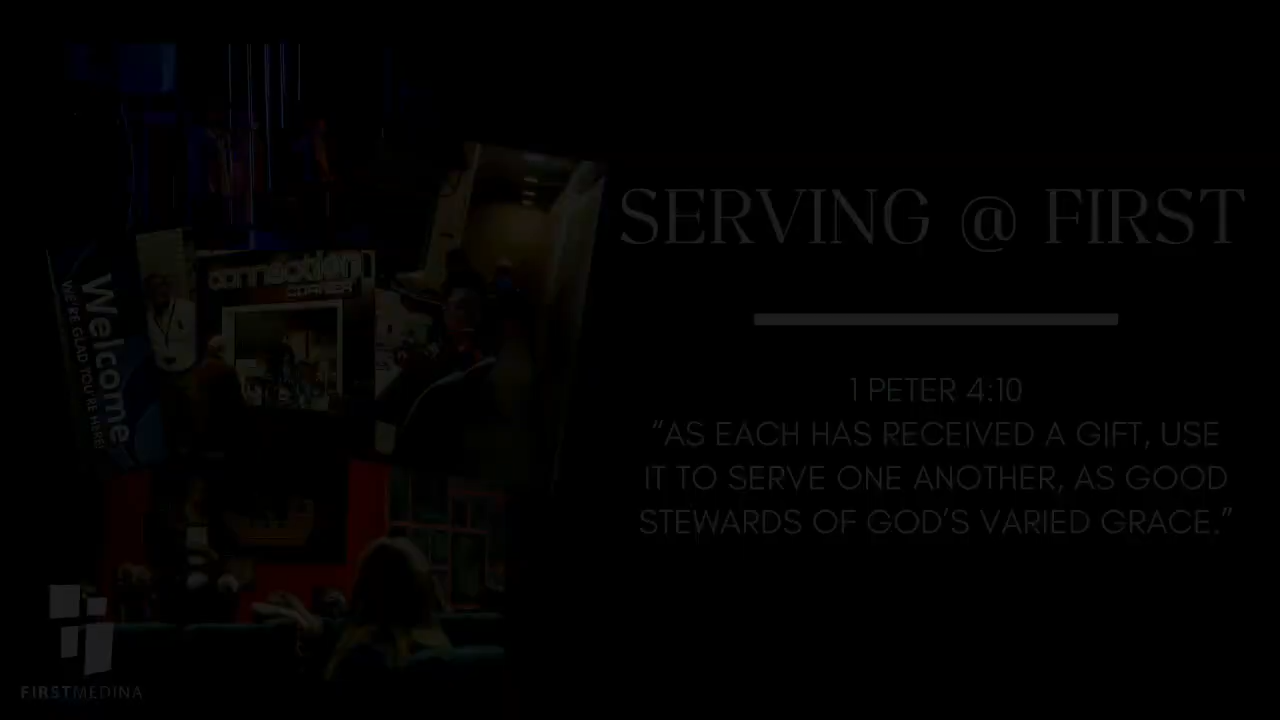 SERVING @ FIRST
1 PETER 4:10
“AS EACH HAS RECEIVED A GIFT, USE
IT TO SERVE ONE ANOTHER, AS GOOD
STEWARDS OF GOD’S VARIED GRACE.”
Welcome
WE'RE GLAD YOU'RE HERE!
connection
CORNER
FIRSTMEDINA